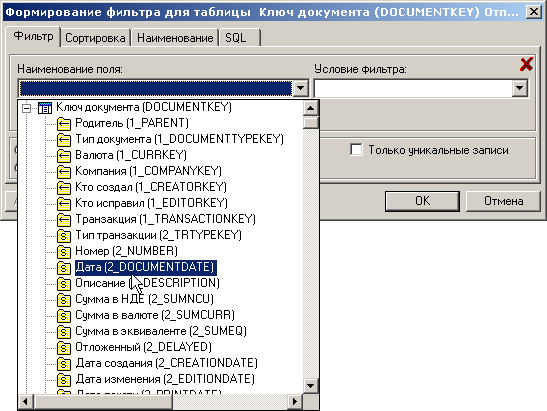 Формирование фильтра для таблицы Ключ документа (DOCUMENTKEY) Отп...
Фильтр Сортировка Наименование SQL
Наименование поля: Условие фильтра:
Ключ документа (DOCUMENTKEY)
Родитель (1_PARENT)
Тип документа (1_DOCUMENTTYPEKEY)
Валюта (1_CURRKEY)
Компания (1_COMPANYKEY)
Только уникальные записи
Кто создал (1_CREATORKEY)
Кто исправил (1_EDITORKEY)
Транзакция (1_TRANSACTIONKEY)
OK Отмена
Тип транзакции (2_TRTYPEKEY)
Номер (2_NUMBER)
Дата (2_DOCUMENTDATE)
Описание _DESCRIPTION)
Сумма в НДЕ (2_SUMNCU)
Сумма в валюте (2_SUMCURR)
Сумма в эквиваленте (2_SUMEQ)
Отложенный (2_DELAYED)
Дата создания (2_CREATIONDATE)
Дата изменения (2_EDITIONDATE)